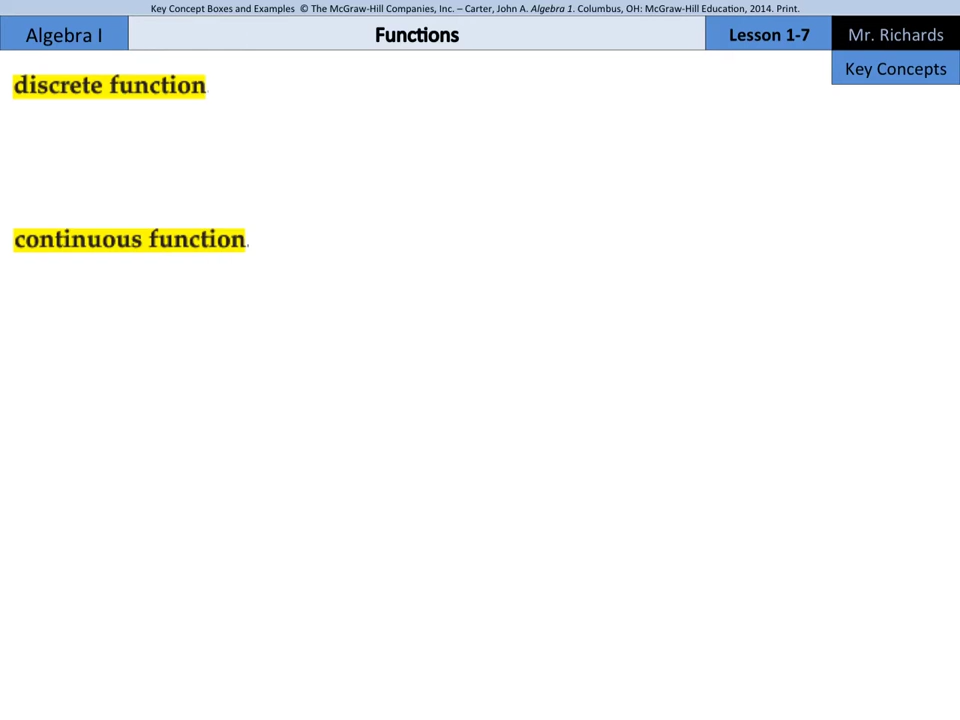 Key Concept Boxes and Examples © The McGraw-Hill Companies, Inc. – Carter, John A. Algebra 1. Columbus, OH: McGraw-Hill Education, 2014. Print.
Algebra I Functions Lesson 1-7 Mr. Richards
Key Concepts
discrete function.
continuous function.